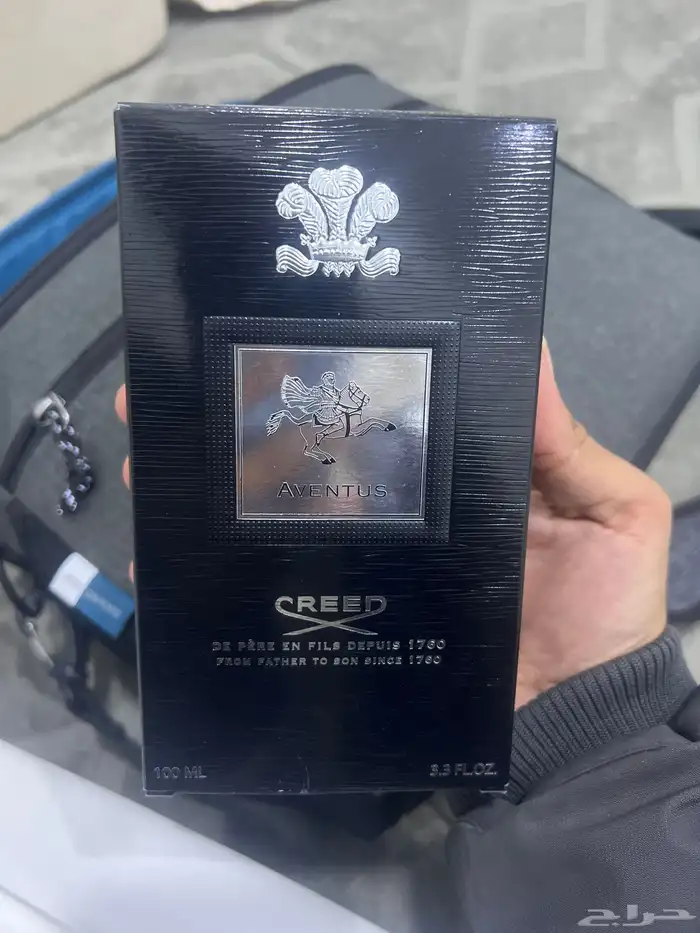 AVENTUS
CREED
DE PÈRE EN FILS DEPUIS 1760
FROM FATHER TO SON SINCE 1760
100 ML
3.3 FL.OZ.
حراج